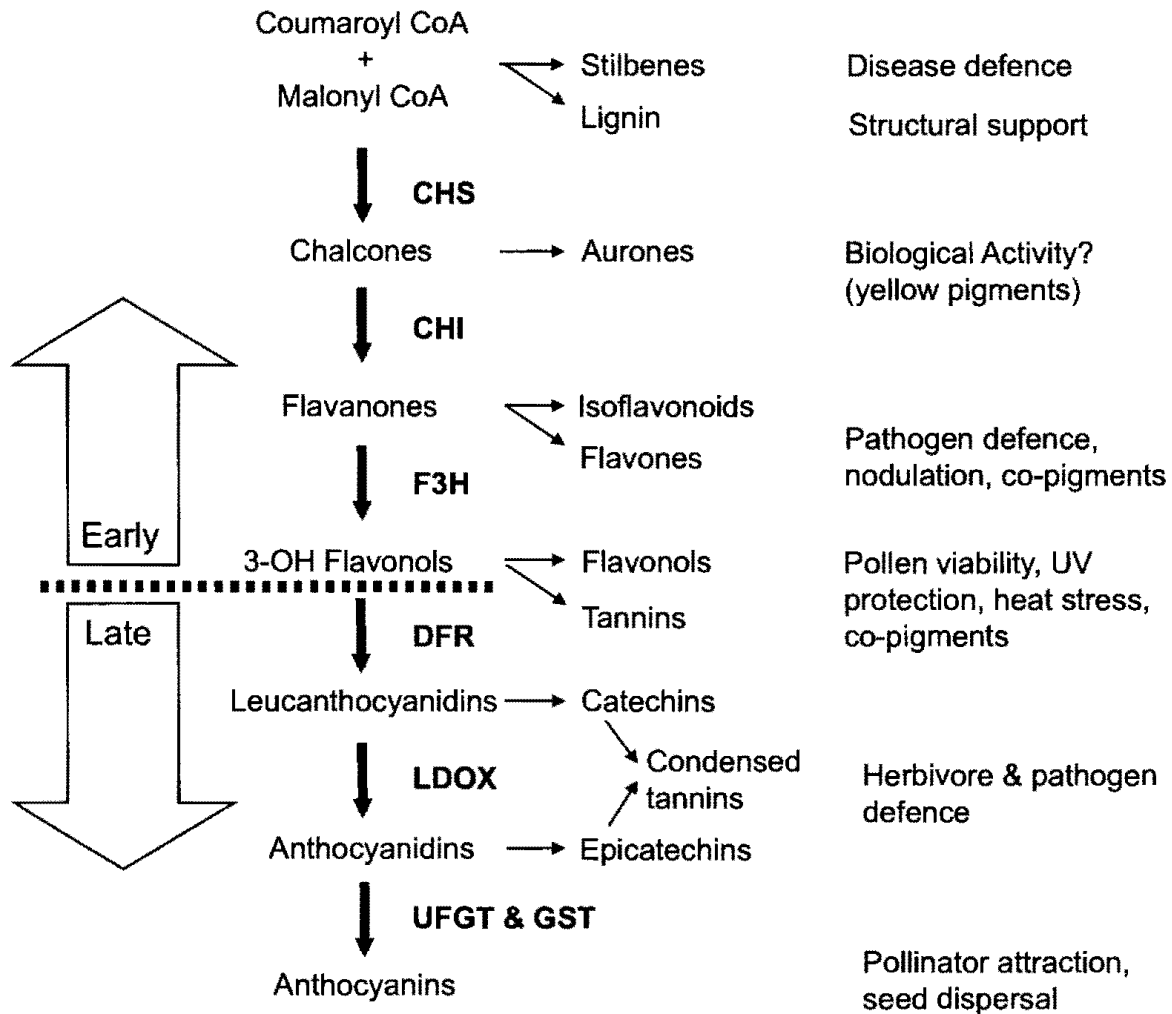 Coumaroyl CoA
+
Malonyl CoA
Stilbenes
Lignin
Disease defence
Structural support
CHS
Chalcones
Aurones
Biological Activity?
(yellow pigments)
CHI
Flavanones
Isoflavonoids
Flavones
Pathogen defence,
nodulation, co-pigments
F3H
Early
3-OH Flavonols
Flavonols
Tannins
Pollen viability, UV
protection, heat stress,
co-pigments
Late
DFR
Leucanthocyanidins
Catechins
LDOX
Condensed
tannins
Herbivore & pathogen
defence
Anthocyanidins
Epicatechins
UFGT & GST
Anthocyanins
Pollinator attraction,
seed dispersal